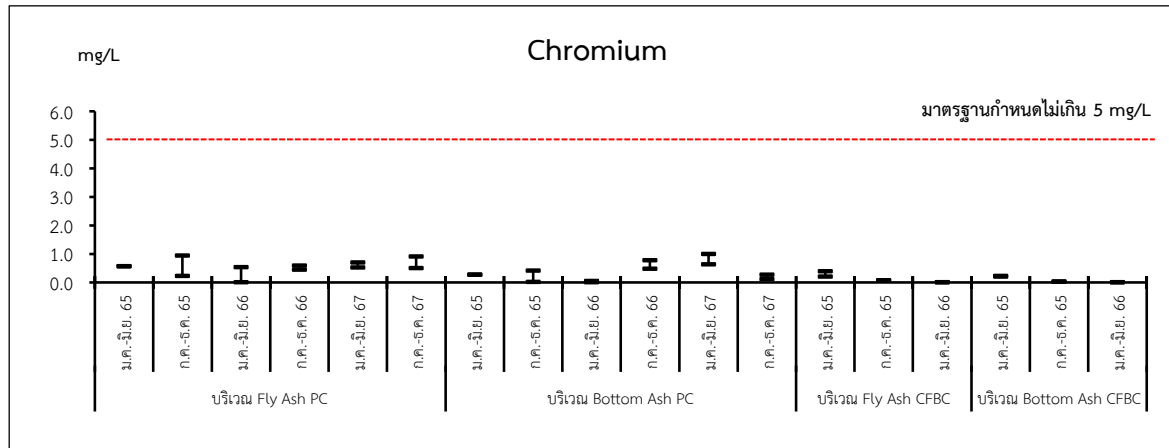 Chromium
mg/L
มาตรฐานกำหนดไม่เกิน 5 mg/L
6.0
5.0
4.0
3.0
2.0
1.0
0.0
ม.ค.-มิ.ย. 65
ก.ค.-ธ.ค. 65
ม.ค.-มิ.ย. 66
ก.ค.-ธ.ค. 66
ม.ค.-มิ.ย. 67
ก.ค.-ธ.ค. 67
ม.ค.-มิ.ย. 65
ก.ค.-ธ.ค. 65
ม.ค.-มิ.ย. 66
ก.ค.-ธ.ค. 66
ม.ค.-มิ.ย. 67
ก.ค.-ธ.ค. 67
ม.ค.-มิ.ย. 65
ก.ค.-ธ.ค. 65
ม.ค.-มิ.ย. 66
ม.ค.-มิ.ย. 65
ก.ค.-ธ.ค. 65
ม.ค.-มิ.ย. 66
บริเวณ Fly Ash PC
บริเวณ Bottom Ash PC
บริเวณ Fly Ash CFBC
บริเวณ Bottom Ash CFBC